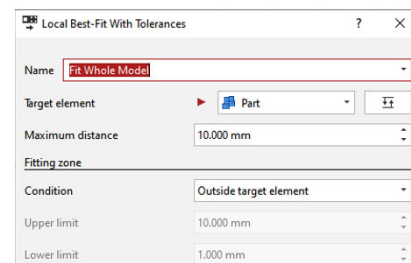 Local Best-Fit With Tolerances ? ×
Name Fit Whole Model
Target element Part
Maximum distance 10.000 mm
Fitting zone
Condition Outside target element
Upper limit 10.000 mm
Lower limit 1.000 mm